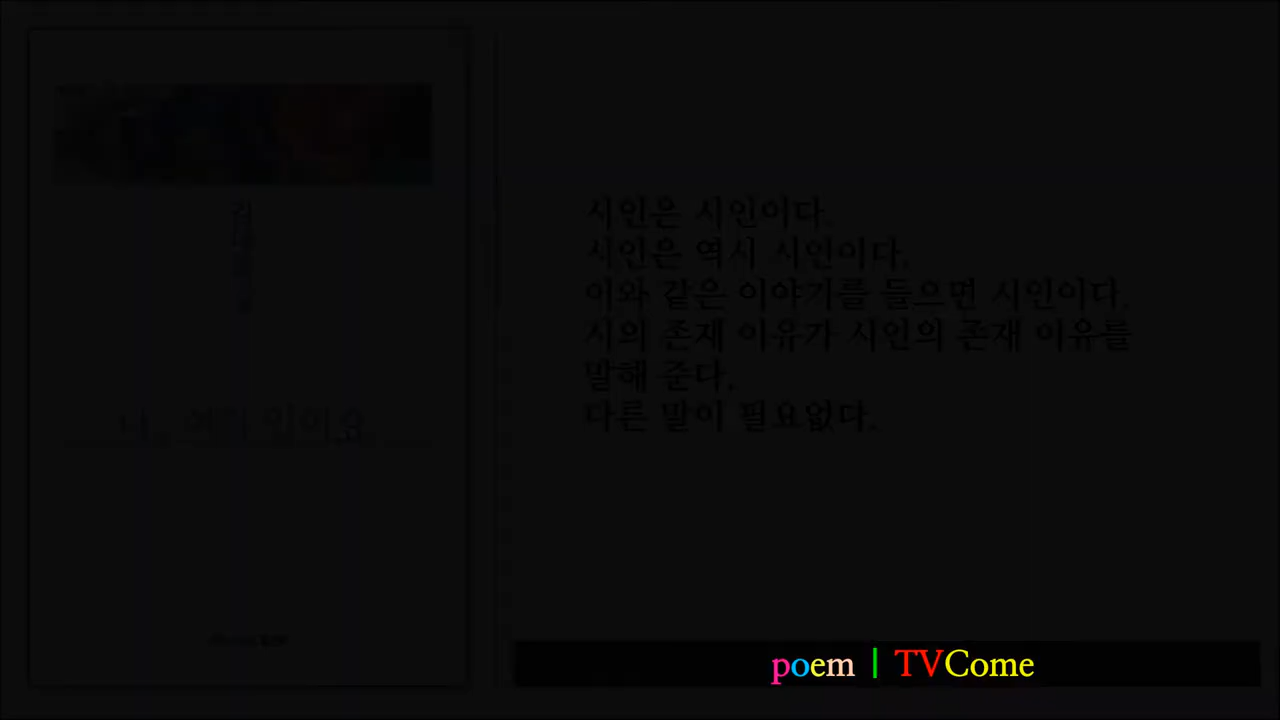 시인은 시인이다.
시인은 역시 시인이다.
이와 같은 이야기를 들으면 시인이다.
시의 존재 이유가 시인의 존재 이유를
말해 준다.
다른 말이 필요없다.
poem | TVCome